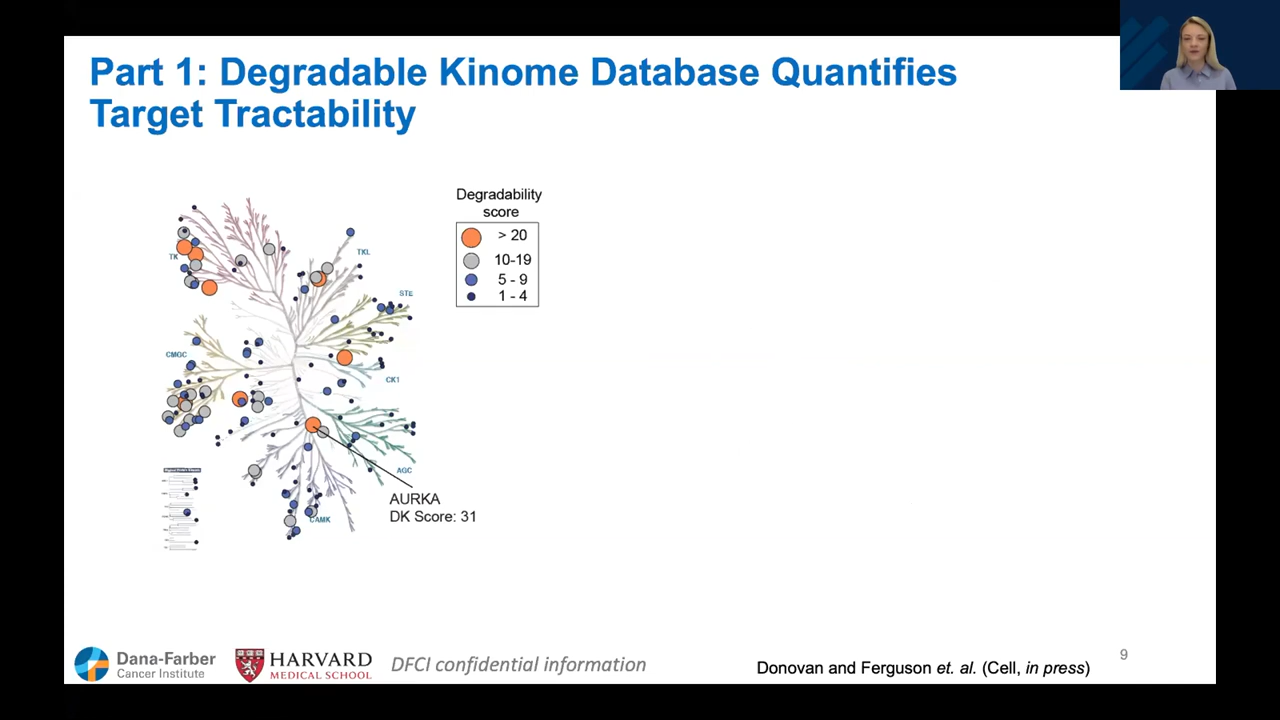 Part 1: Degradable Kinome Database Quantifies
Target Tractability
Degradability
score
> 20
10-19
5 - 9
1 - 4
TK
TKL
STE
CMGC
CK1
AGC
CAMK
AURKA
DK Score: 31
Dana-Farber
Cancer Institute
HARVARD
MEDICAL SCHOOL
DFCI confidential information
Donovan and Ferguson et. al. (Cell, in press)
9